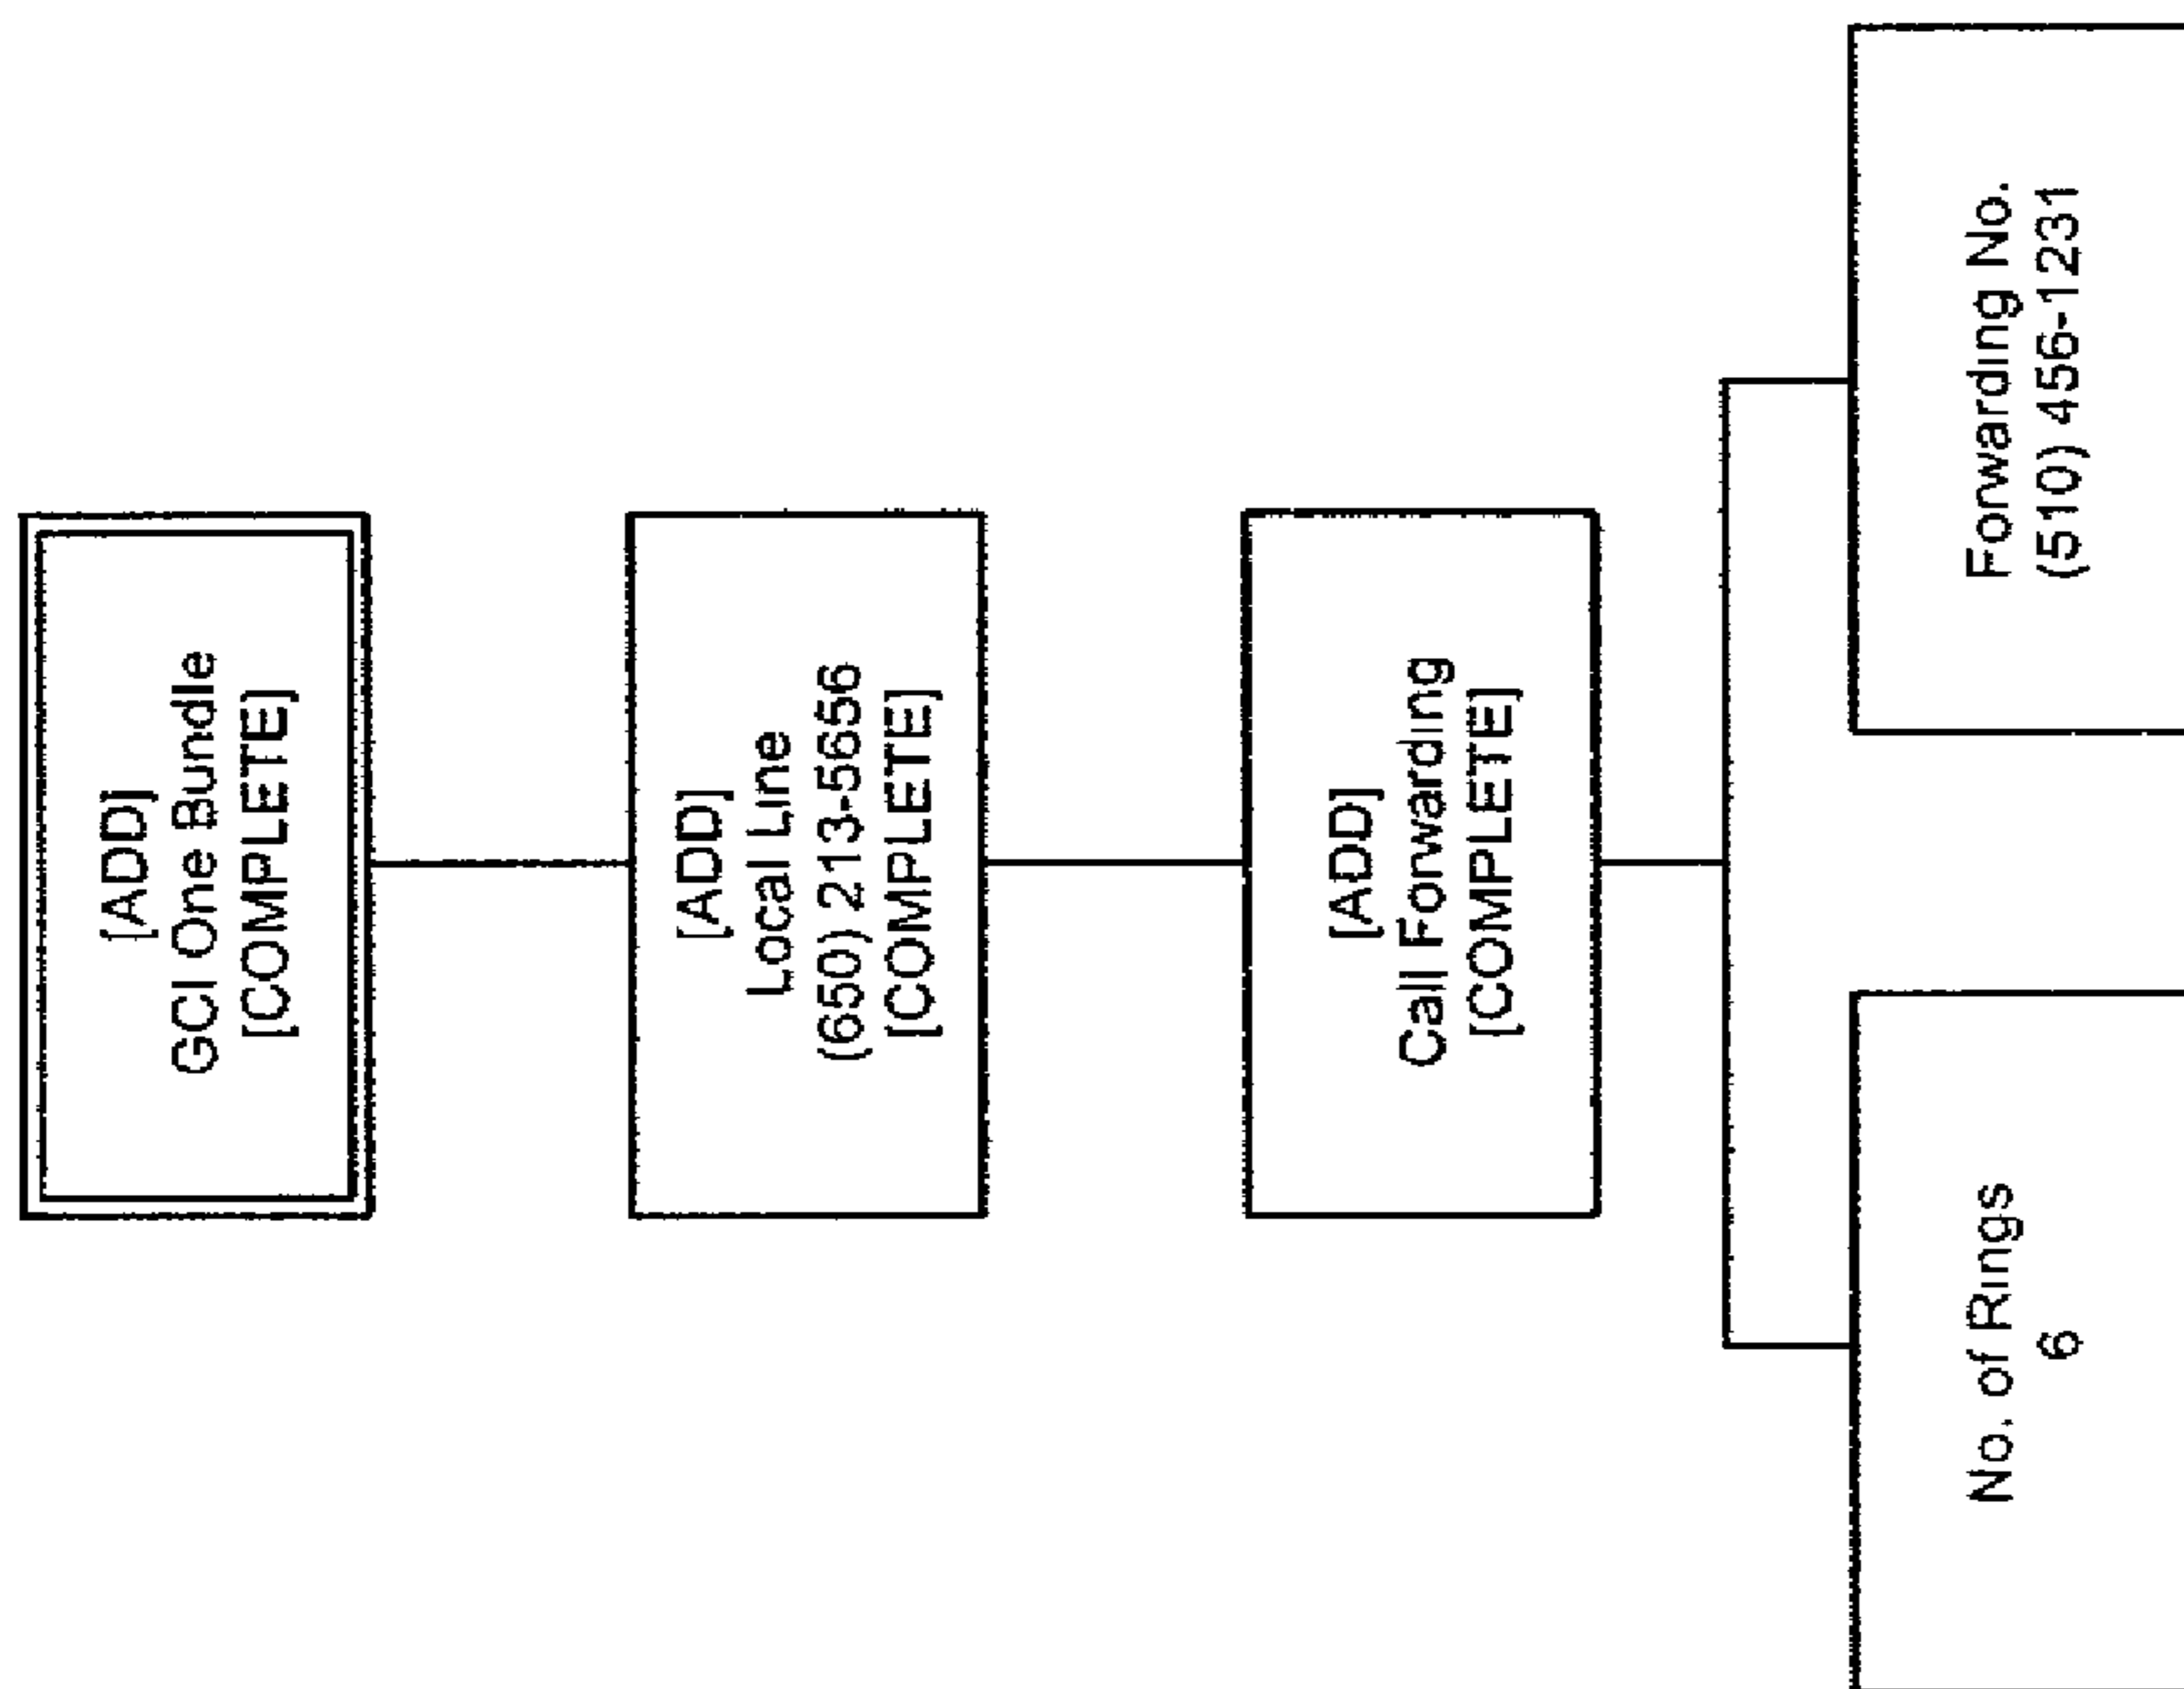 [ADD]
GCI One Bundle
[COMPLETE]
[ADD]
Local Line
(650) 213-5656
[COMPLETE]
[ADD]
Call Forwarding
[COMPLETE]
No. of Rings
6
Forwarding No.
(510) 456-1231